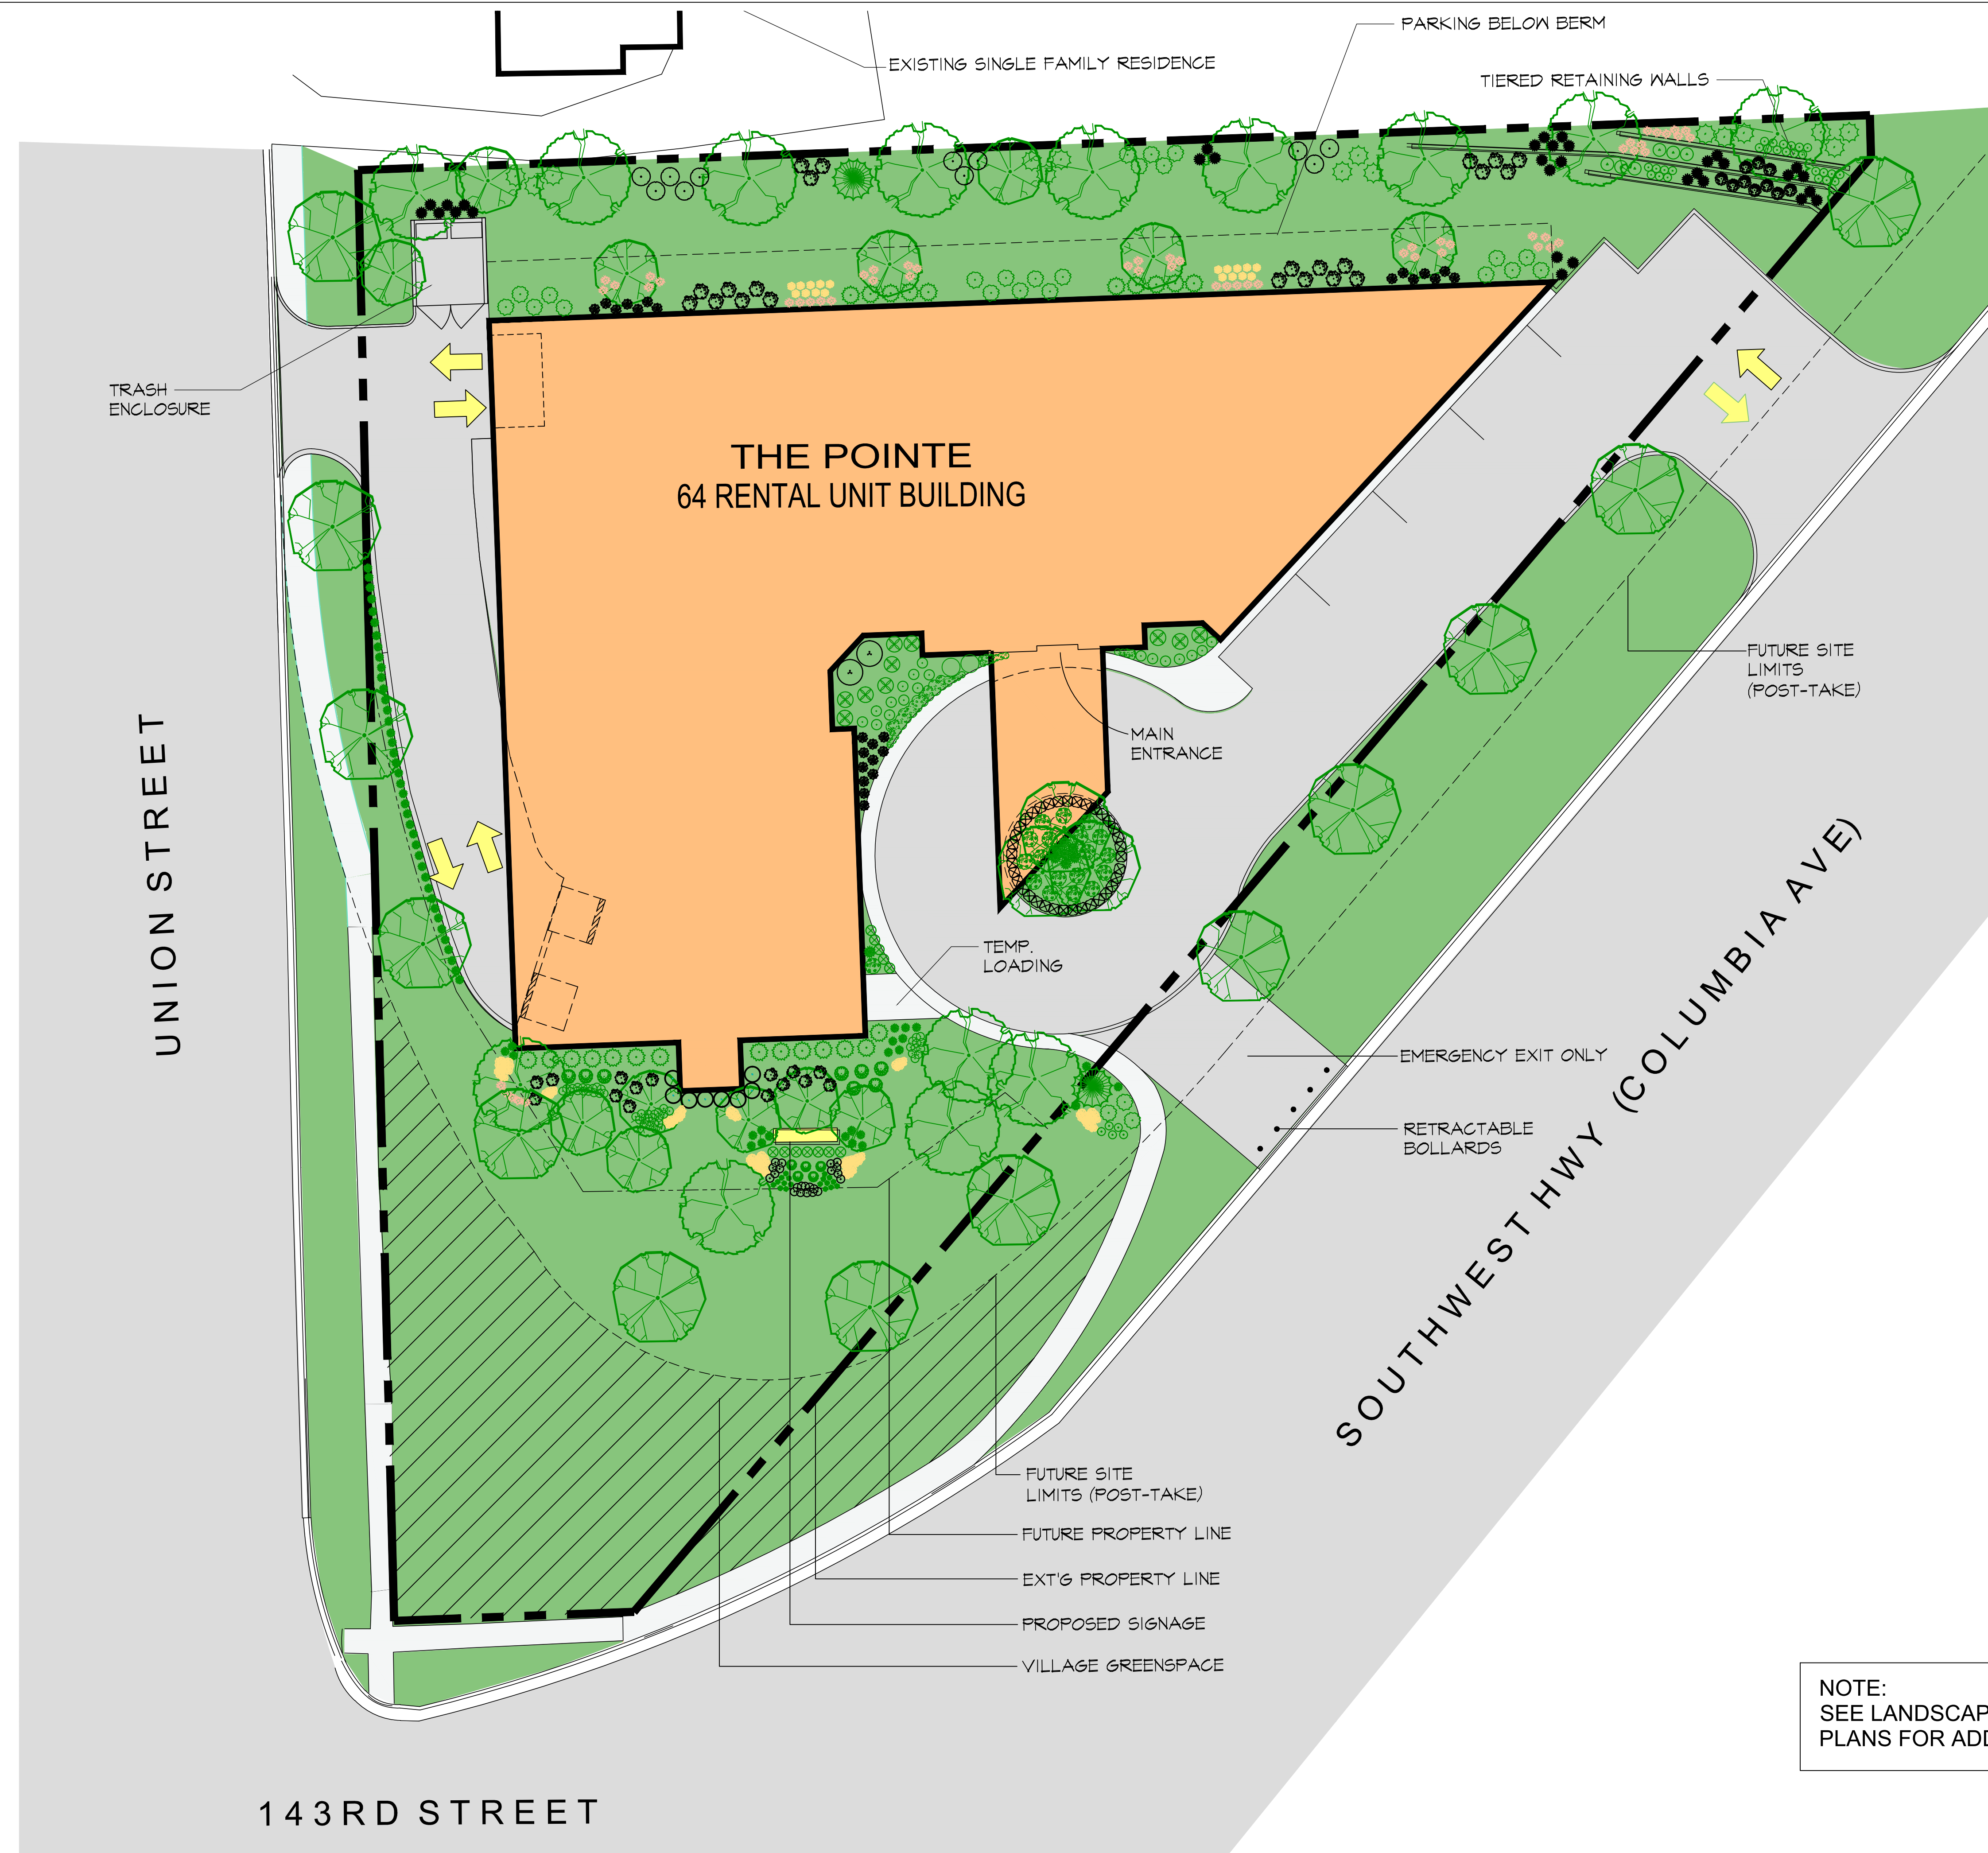 PARKING BELOW BERM
EXISTING SINGLE FAMILY RESIDENCE
TIERED RETAINING WALLS
TRASH
ENCLOSURE
THE POINTE
64 RENTAL UNIT BUILDING
FUTURE SITE
LIMITS
(POST-TAKE)
MAIN
ENTRANCE
UNION STREET
TEMP.
LOADING
EMERGENCY EXIT ONLY
RETRACTABLE
BOLLARDS
SOUTHWEST HWY (COLUMBIA AVE)
FUTURE SITE
LIMITS (POST-TAKE)
FUTURE PROPERTY LINE
EXT'G PROPERTY LINE
PROPOSED SIGNAGE
VILLAGE GREENSPACE
NOTE:
SEE LANDSCAP
PLANS FOR ADD
143RD STREET